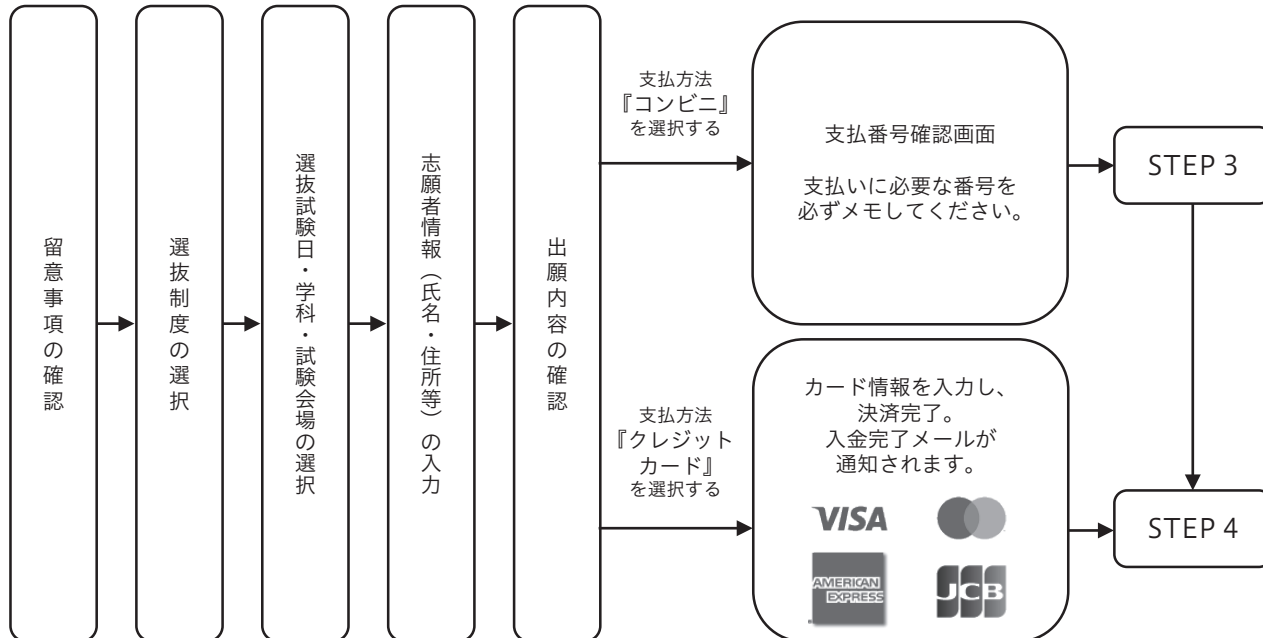 留意事項の確認
選抜制度の選択
選抜試験日・学科・試験会場の選択
志願者情報（氏名・住所等）の入力
出願内容の確認
支払方法
『コンビニ』
を選択する
支払番号確認画面
支払いに必要な番号を
必ずメモしてください。
STEP 3
支払方法
『クレジット
カード』
を選択する
カード情報を入力し、
決済完了。
入金完了メールが
通知されます。
VISA
AMERICAN
EXPRESS
JCB
STEP 4